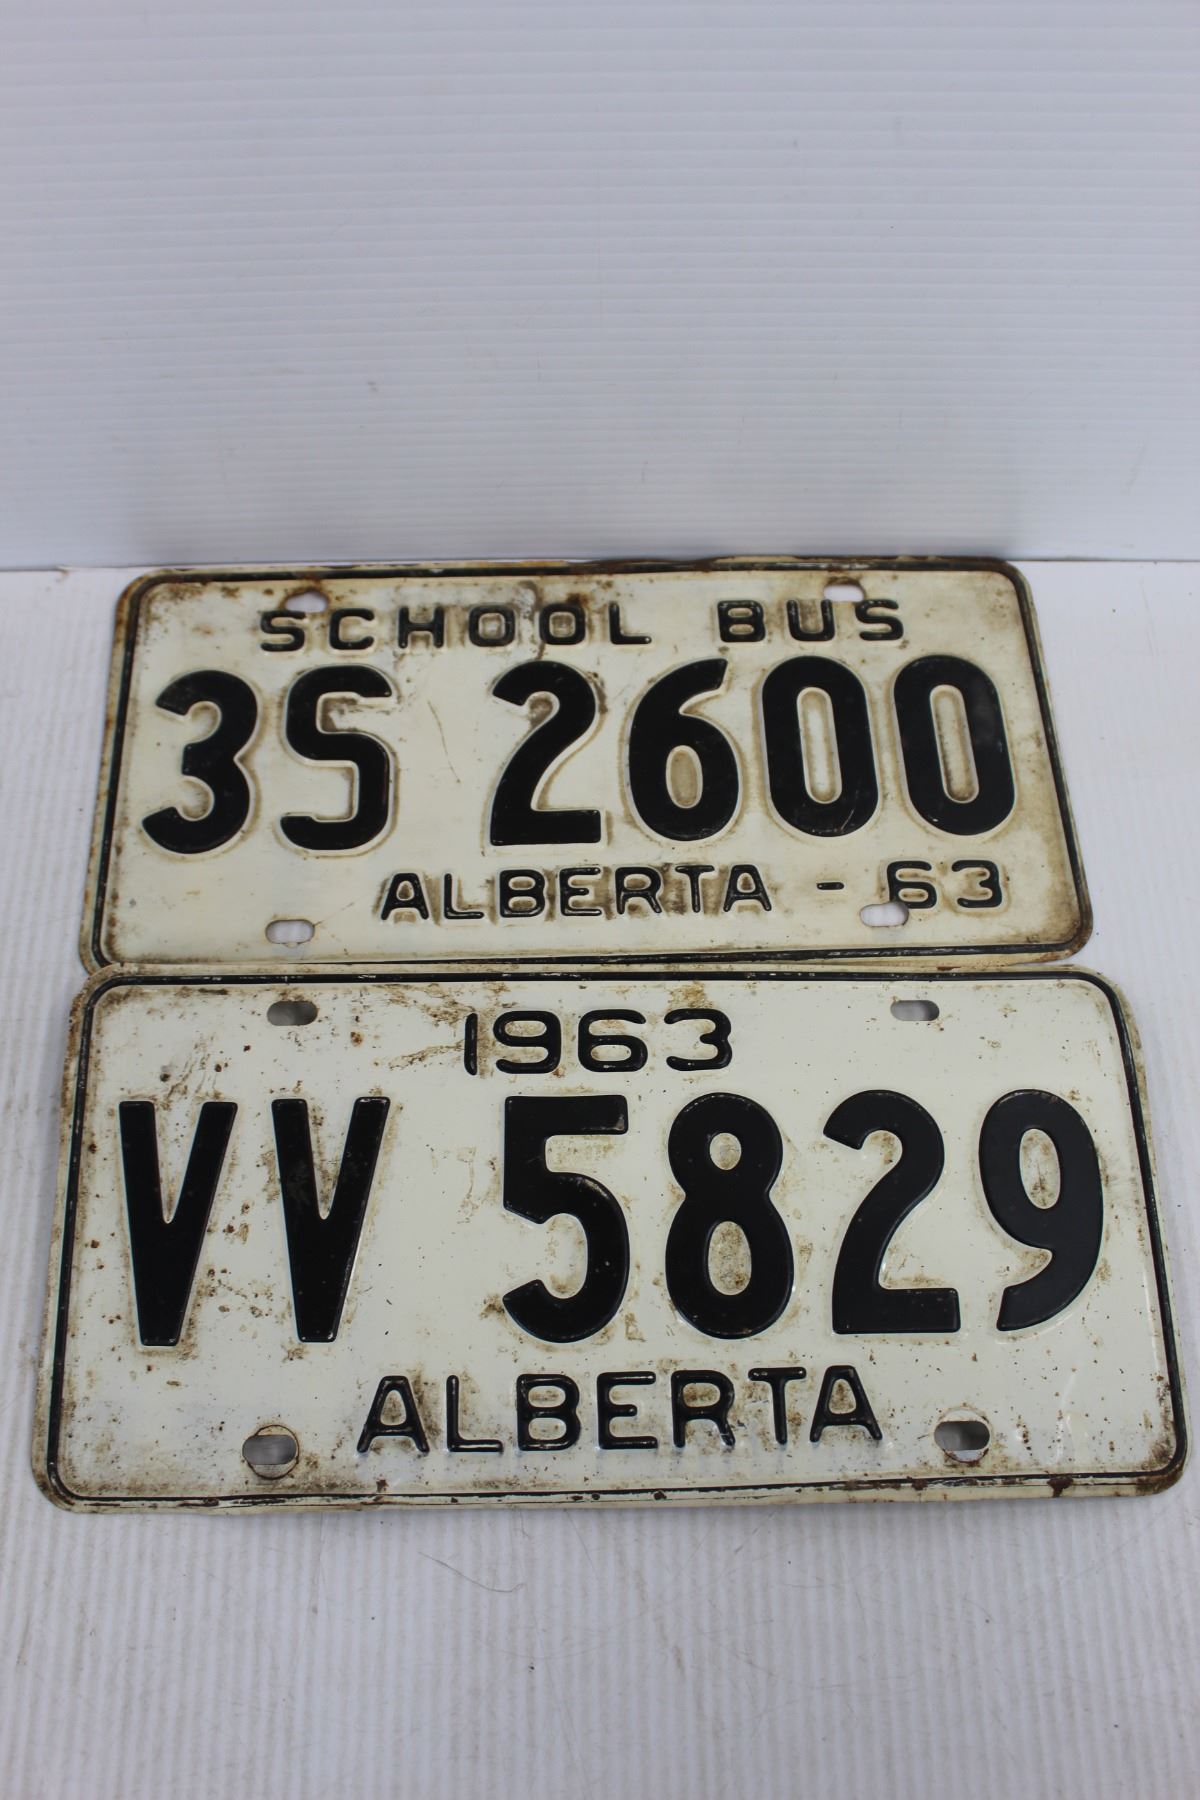 SCHOOL BUS
3S 2600
ALBERTA - 63
1963
VV 5829
ALBERTA